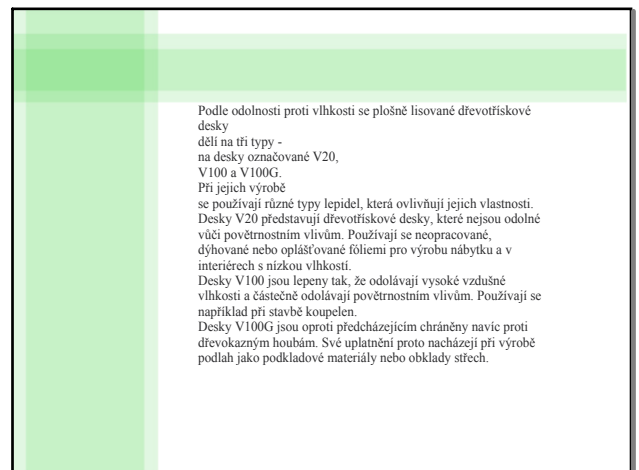 Podle odolnosti proti vlhkosti se plošně lisované dřevotřískové
desky
dělí na tři typy -
na desky označované V20,
V100 a V100G.
Při jejich výrobě
se používají různé typy lepidel, která ovlivňují jejich vlastnosti.
Desky V20 představují dřevotřískové desky, které nejsou odolné
vůči povětrnostním vlivům. Používají se neopracované,
dýhované nebo oplášťované fóliemi pro výrobu nábytku a v
interiérech s nízkou vlhkostí.
Desky V100 jsou lepeny tak, že odolávají vysoké vzdušné
vlhkosti a částečně odolávají povětrnostním vlivům. Používají se
například při stavbě koupelen.
Desky V100G jsou oproti předcházejícím chráněny navíc proti
dřevokazným houbám. Své uplatnění proto nacházejí při výrobě
podlah jako podkladové materiály nebo obklady střech.